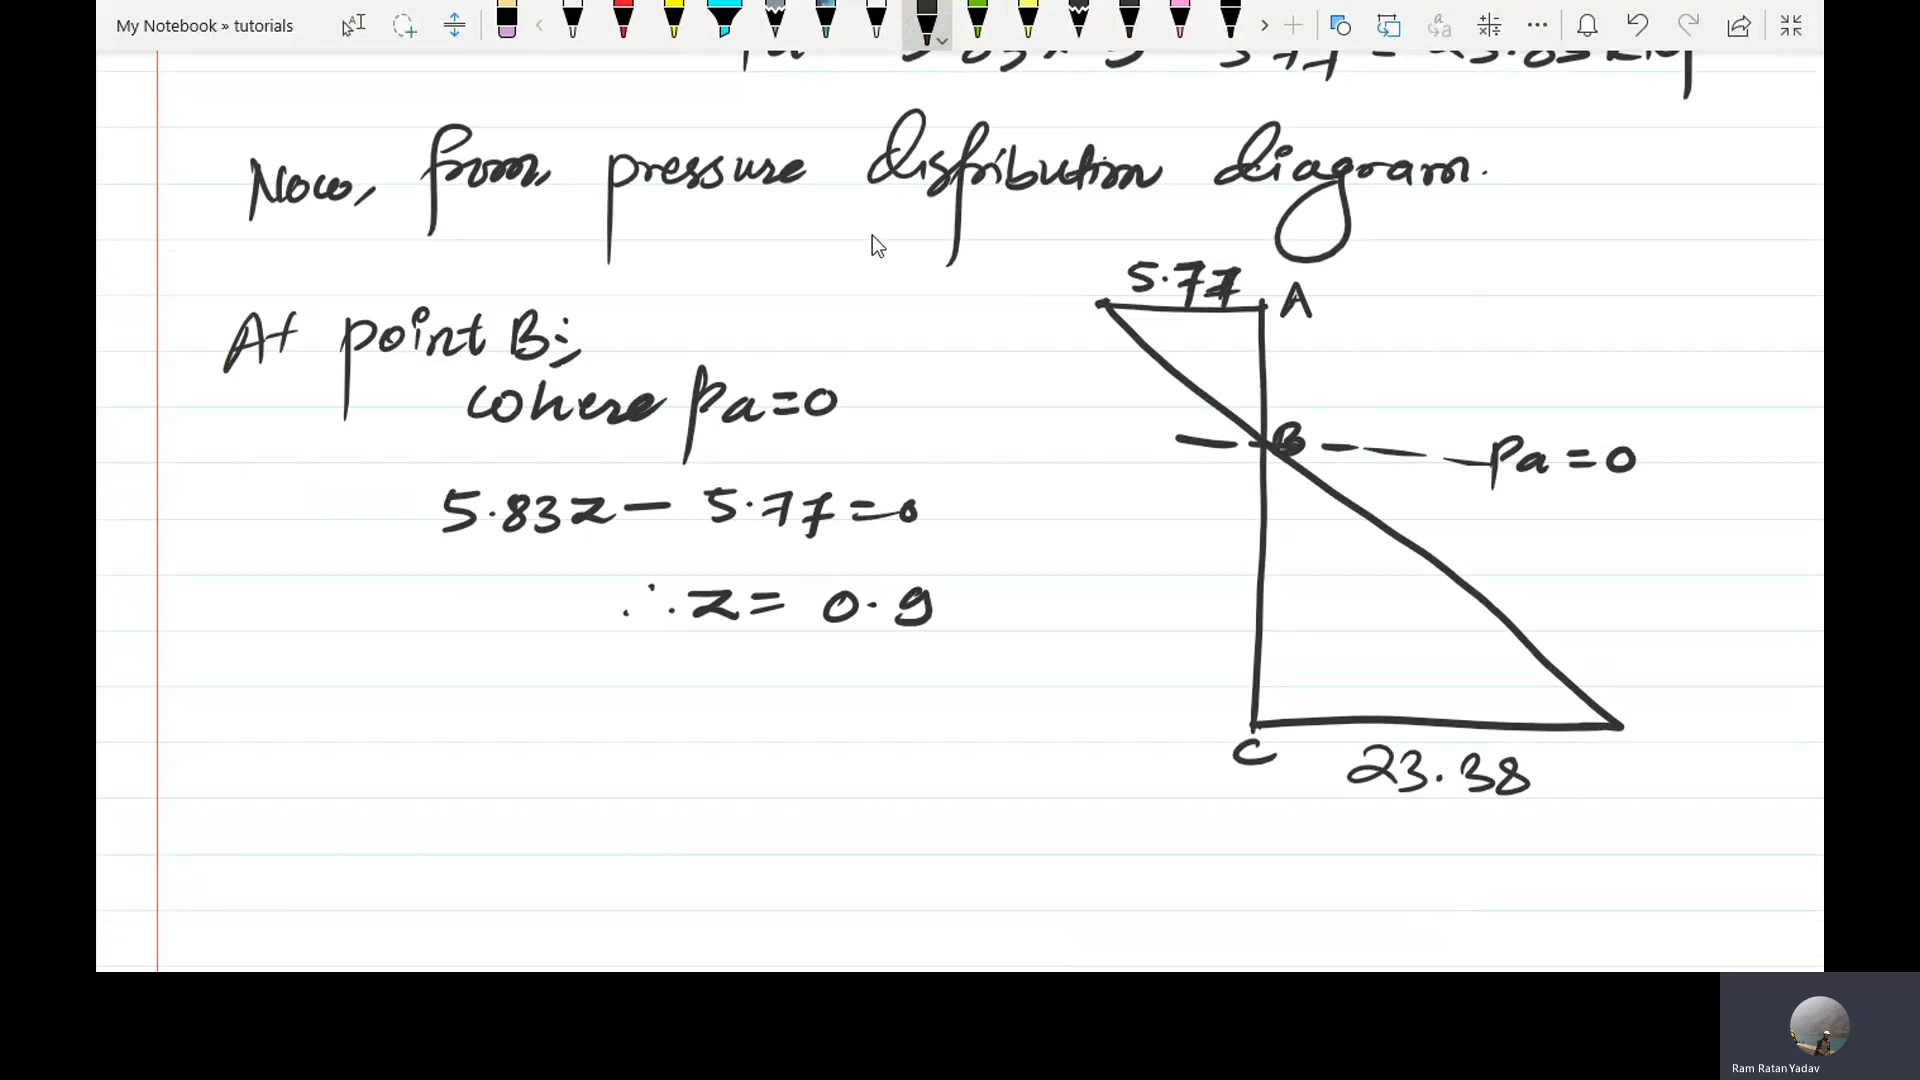 My Notebook » tutorials
Now, from, pressure distribution diagram.
5.77 A
At point B:
where Pa=0
B Pa=0
5.83z - 5.77=0
∴ z= 0.9
C
23.38
Ram Ratan Yadav